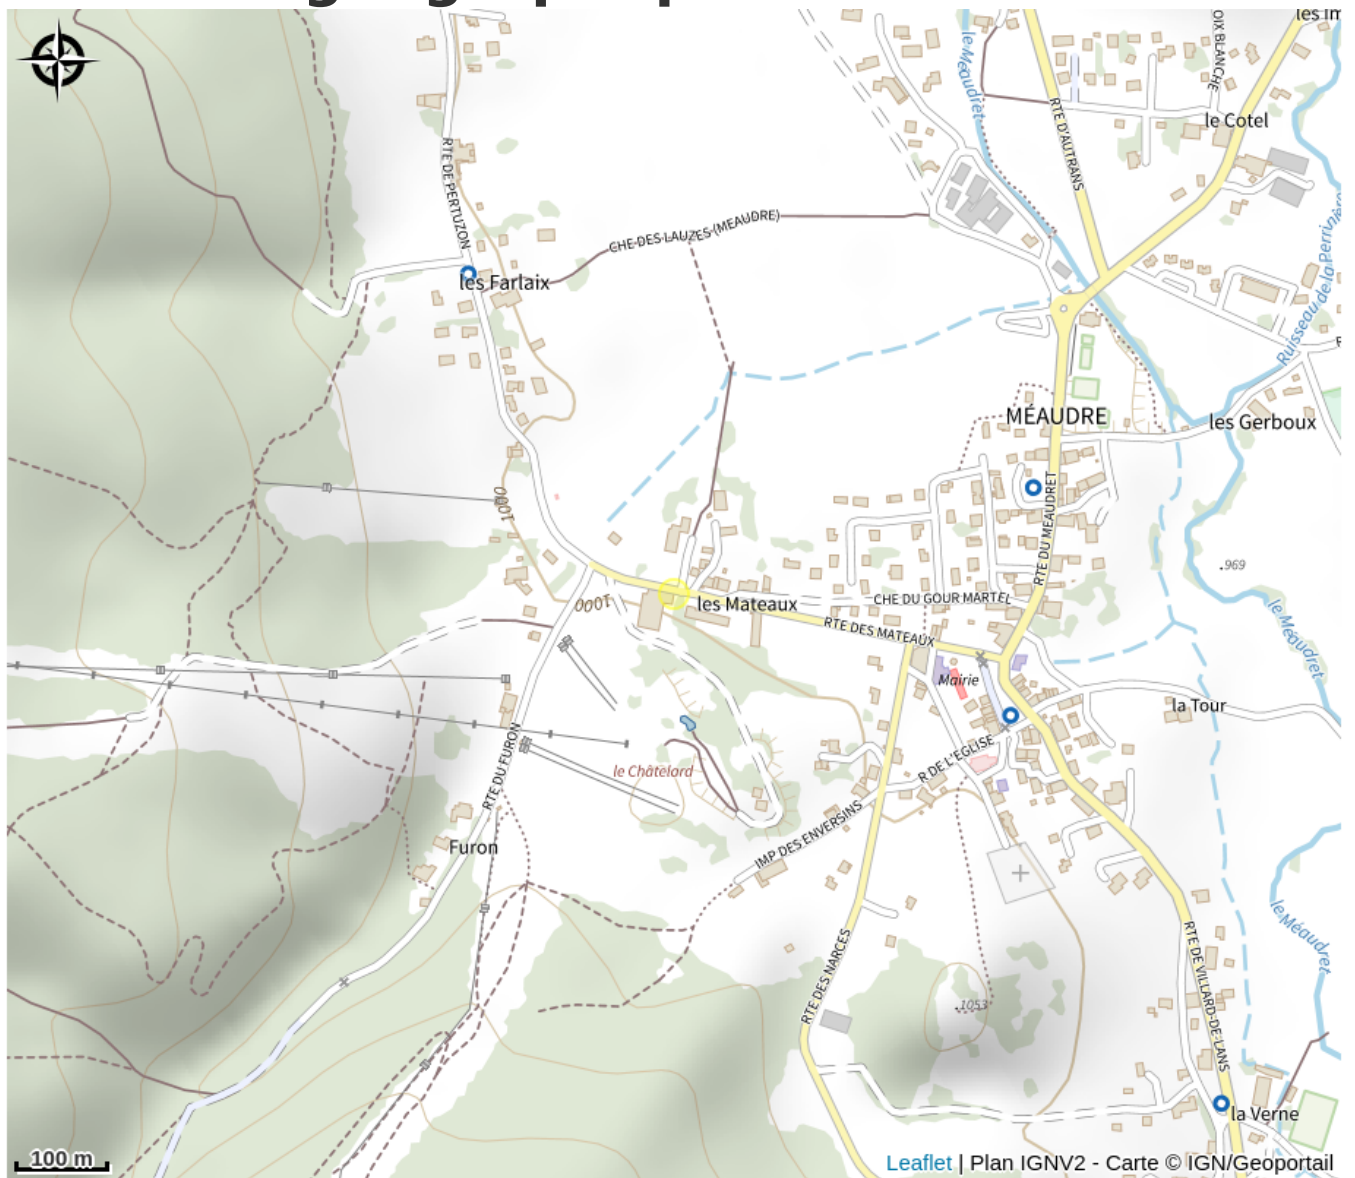 les Im
OIX BLANCHE
le Méaudret
le Cotel
RTE D'AUTRANS
RTE DE PERTUZON
CHE DES LAUZES (MEAUDRE)
les Farlaix
Ruisseau de la Perrinière
MÉAUDRE
les Gerboux
1000
RTE DU MEAUDRET
969
1000
les Mateaux
CHE DU GOUR MARTEL
le Méaudret
RTE DES MATEAUX
Mairie
la Tour
RTE DU FURON
le Châtelard
R DE L'EGLISE
IMP DES ENVERSINS
Furon
le Méaudret
RTE DES NARCES
RTE DE VILLARD-DE-LANS
1053
la Verne
100 m
Leaflet | Plan IGNV2 - Carte © IGN/Geoportail